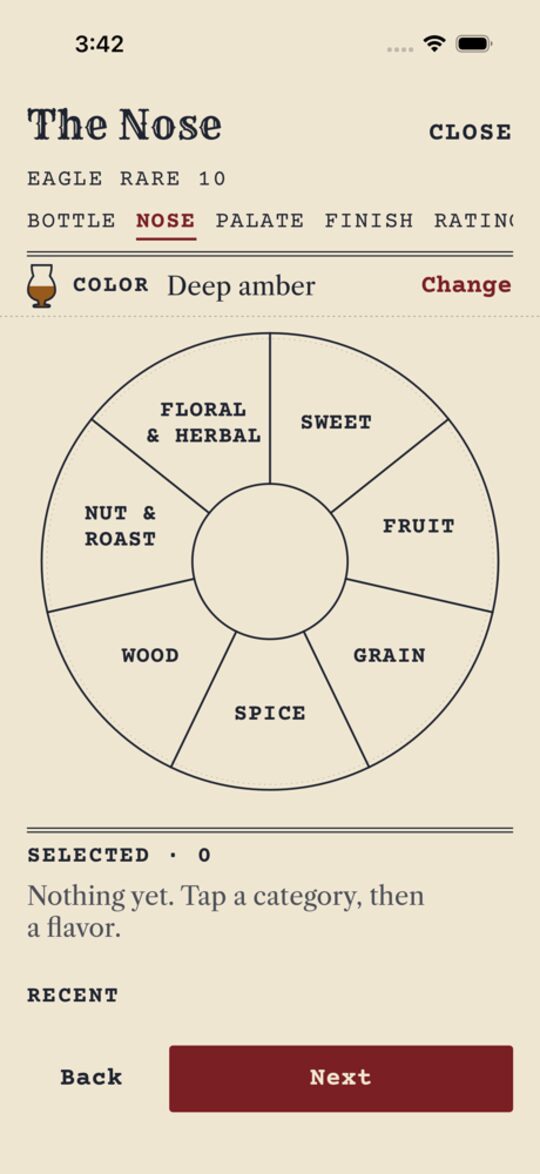 3:42
The Nose
CLOSE
EAGLE RARE 10
BOTTLE NOSE PALATE FINISH RATING
COLOR Deep amber Change
FLORAL
& HERBAL
SWEET
NUT &
ROAST
FRUIT
WOOD
GRAIN
SPICE
SELECTED · 0
Nothing yet. Tap a category, then
a flavor.
RECENT
Back Next